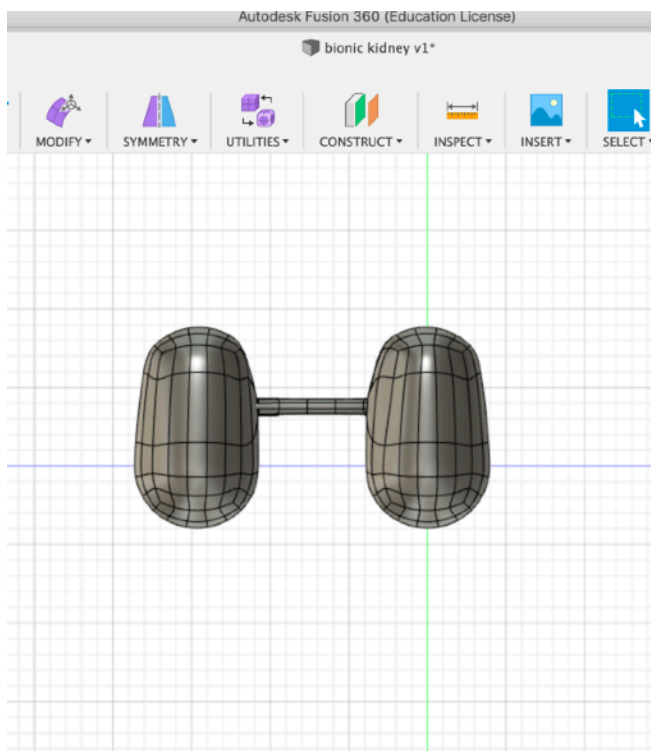 Autodesk Fusion 360 (Education License)
bionic kidney v1*
MODIFY SYMMETRY UTILITIES CONSTRUCT INSPECT INSERT SELECT